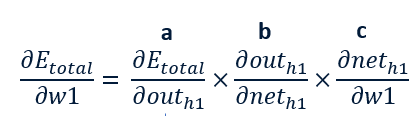 a b c
∂E_total/∂w1 = ∂E_total/∂out_h1 × ∂out_h1/∂net_h1 × ∂net_h1/∂w1